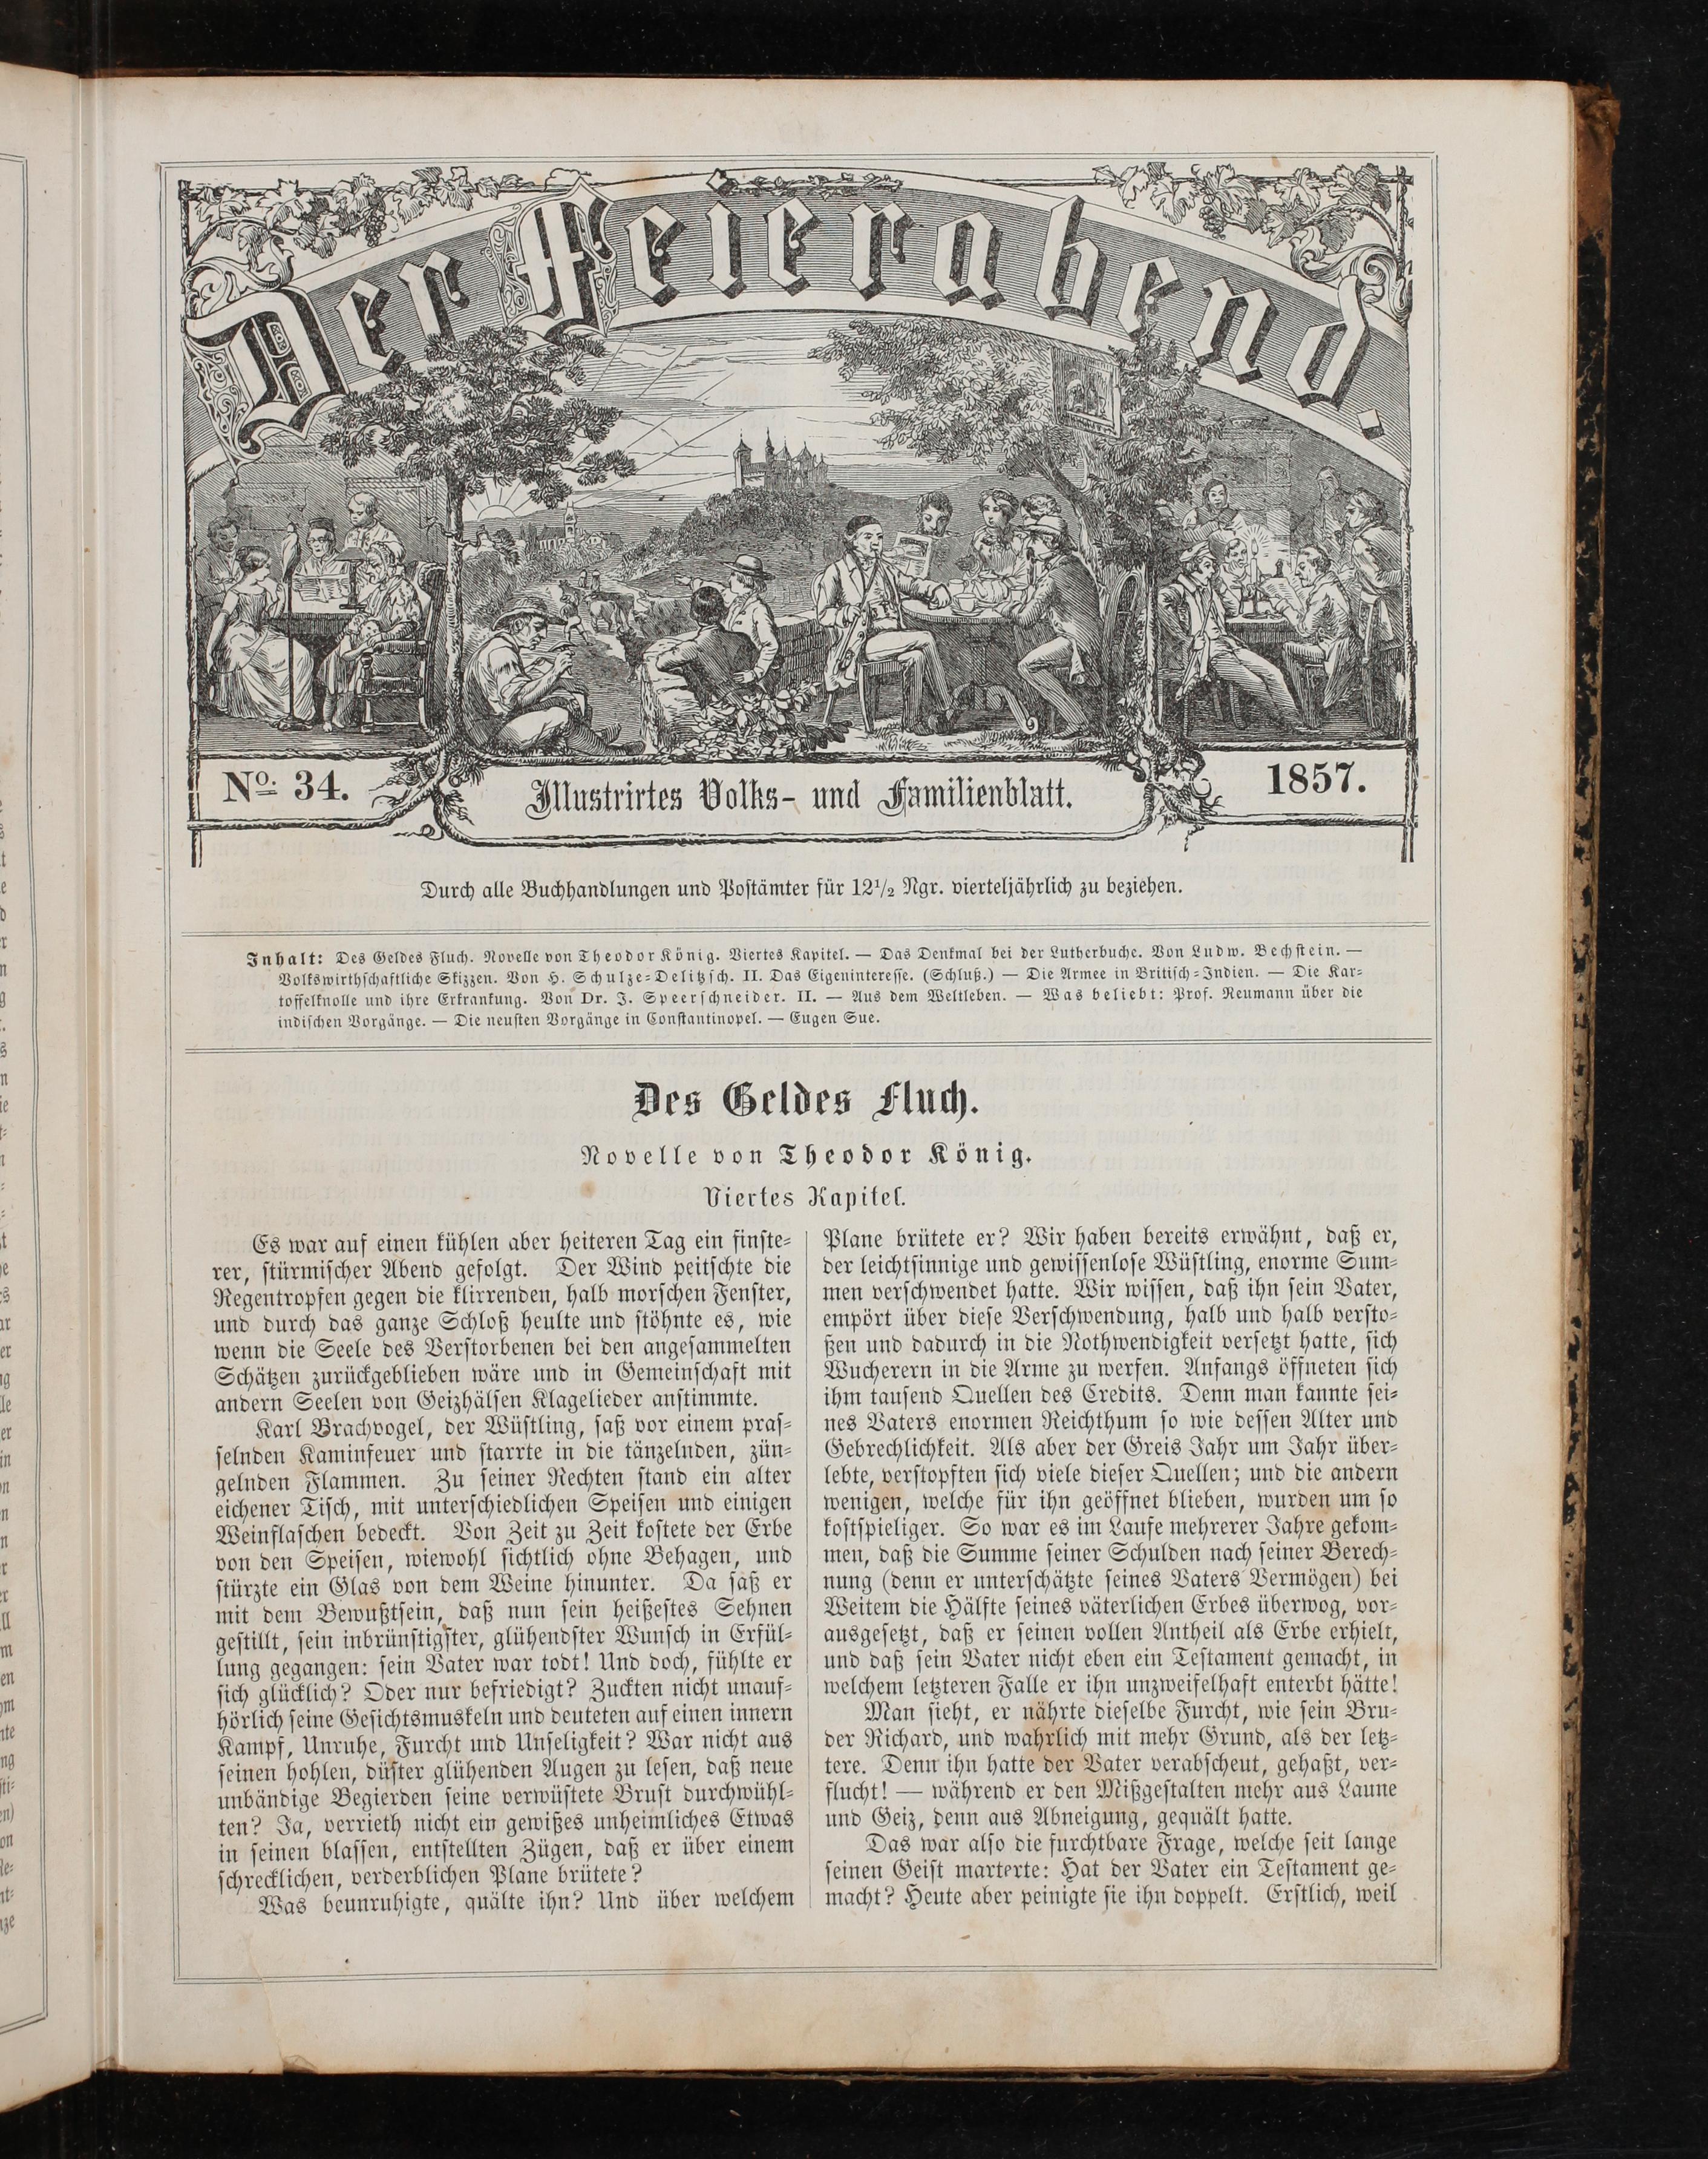 Der Feierabend.
No. 34.
Illustrirtes Volks- und Familienblatt.
1857.
Durch alle Buchhandlungen und Postämter für 12½ Ngr. vierteljährlich zu beziehen.
Inhalt: Des Geldes Fluch. Novelle von Theodor König. Viertes Kapitel. — Das Denkmal bei der Lutherbuche. Von Ludw. Bechstein. —
Volkswirthschaftliche Skizzen. Von H. Schulze-Delitzsch. II. Das Eigeninteresse. (Schluß.) — Die Armee in Britisch-Indien. — Die Kar-
toffelknolle und ihre Erkrankung. Von Dr. J. Speerschneider. II. — Aus dem Weltleben. — Was beliebt: Prof. Neumann über die
indischen Vorgänge. — Die neusten Vorgänge in Constantinopel. — Eugen Sue.
Des Geldes Fluch.
Novelle von Theodor König.
Viertes Kapitel.
Es war auf einen kühlen aber heiteren Tag ein finste-
rer, stürmischer Abend gefolgt. Der Wind peitschte die
Regentropfen gegen die klirrenden, halb morschen Fenster,
und durch das ganze Schloß heulte und stöhnte es, wie
wenn die Seele des Verstorbenen bei den angesammelten
Schätzen zurückgeblieben wäre und in Gemeinschaft mit
andern Seelen von Geizhälsen Klagelieder anstimmte.
Karl Brachvogel, der Wüstling, saß vor einem pras-
selnden Kaminfeuer und starrte in die tänzelnden, zün-
gelnden Flammen. Zu seiner Rechten stand ein alter
eichener Tisch, mit unterschiedlichen Speisen und einigen
Weinflaschen bedeckt. Von Zeit zu Zeit kostete der Erbe
von den Speisen, wiewohl sichtlich ohne Behagen, und
stürzte ein Glas von dem Weine hinunter. Da saß er
mit dem Bewußtsein, daß nun sein heißestes Sehnen
gestillt, sein inbrünstigster, glühendster Wunsch in Erfül-
lung gegangen: sein Vater war todt! Und doch, fühlte er
sich glücklich? Oder nur befriedigt? Zuckten nicht unauf-
hörlich seine Gesichtsmuskeln und deuteten auf einen innern
Kampf, Unruhe, Furcht und Unseligkeit? War nicht aus
seinen hohlen, düster glühenden Augen zu lesen, daß neue
unbändige Begierden seine verwüstete Brust durchwühl-
ten? Ja, verrieth nicht ein gewißes unheimliches Etwas
in seinen blassen, entstellten Zügen, daß er über einem
schrecklichen, verderblichen Plane brütete?
Was beunruhigte, quälte ihn? Und über welchem
Plane brütete er? Wir haben bereits erwähnt, daß er,
der leichtsinnige und gewissenlose Wüstling, enorme Sum-
men verschwendet hatte. Wir wissen, daß ihn sein Vater,
empört über diese Verschwendung, halb und halb versto-
ßen und dadurch in die Nothwendigkeit versetzt hatte, sich
Wucherern in die Arme zu werfen. Anfangs öffneten sich
ihm tausend Quellen des Credits. Denn man kannte sei-
nes Vaters enormen Reichthum so wie dessen Alter und
Gebrechlichkeit. Als aber der Greis Jahr um Jahr über-
lebte, verstopften sich viele dieser Quellen; und die andern
wenigen, welche für ihn geöffnet blieben, wurden um so
kostspieliger. So war es im Laufe mehrerer Jahre gekom-
men, daß die Summe seiner Schulden nach seiner Berech-
nung (denn er unterschätzte seines Vaters Vermögen) bei
Weitem die Hälfte seines väterlichen Erbes überwog, vor-
ausgesetzt, daß er seinen vollen Antheil als Erbe erhielt,
und daß sein Vater nicht eben ein Testament gemacht, in
welchem letzteren Falle er ihn unzweifelhaft enterbt hätte!
Man sieht, er nährte dieselbe Furcht, wie sein Bru-
der Richard, und wahrlich mit mehr Grund, als der letz-
tere. Denn ihn hatte der Vater verabscheut, gehaßt, ver-
flucht! — während er den Mißgestalten mehr aus Laune
und Geiz, denn aus Abneigung, gequält hatte.
Das war also die furchtbare Frage, welche seit lange
seinen Geist marterte: Hat der Vater ein Testament ge-
macht? Heute aber peinigte sie ihn doppelt. Erstlich, weil